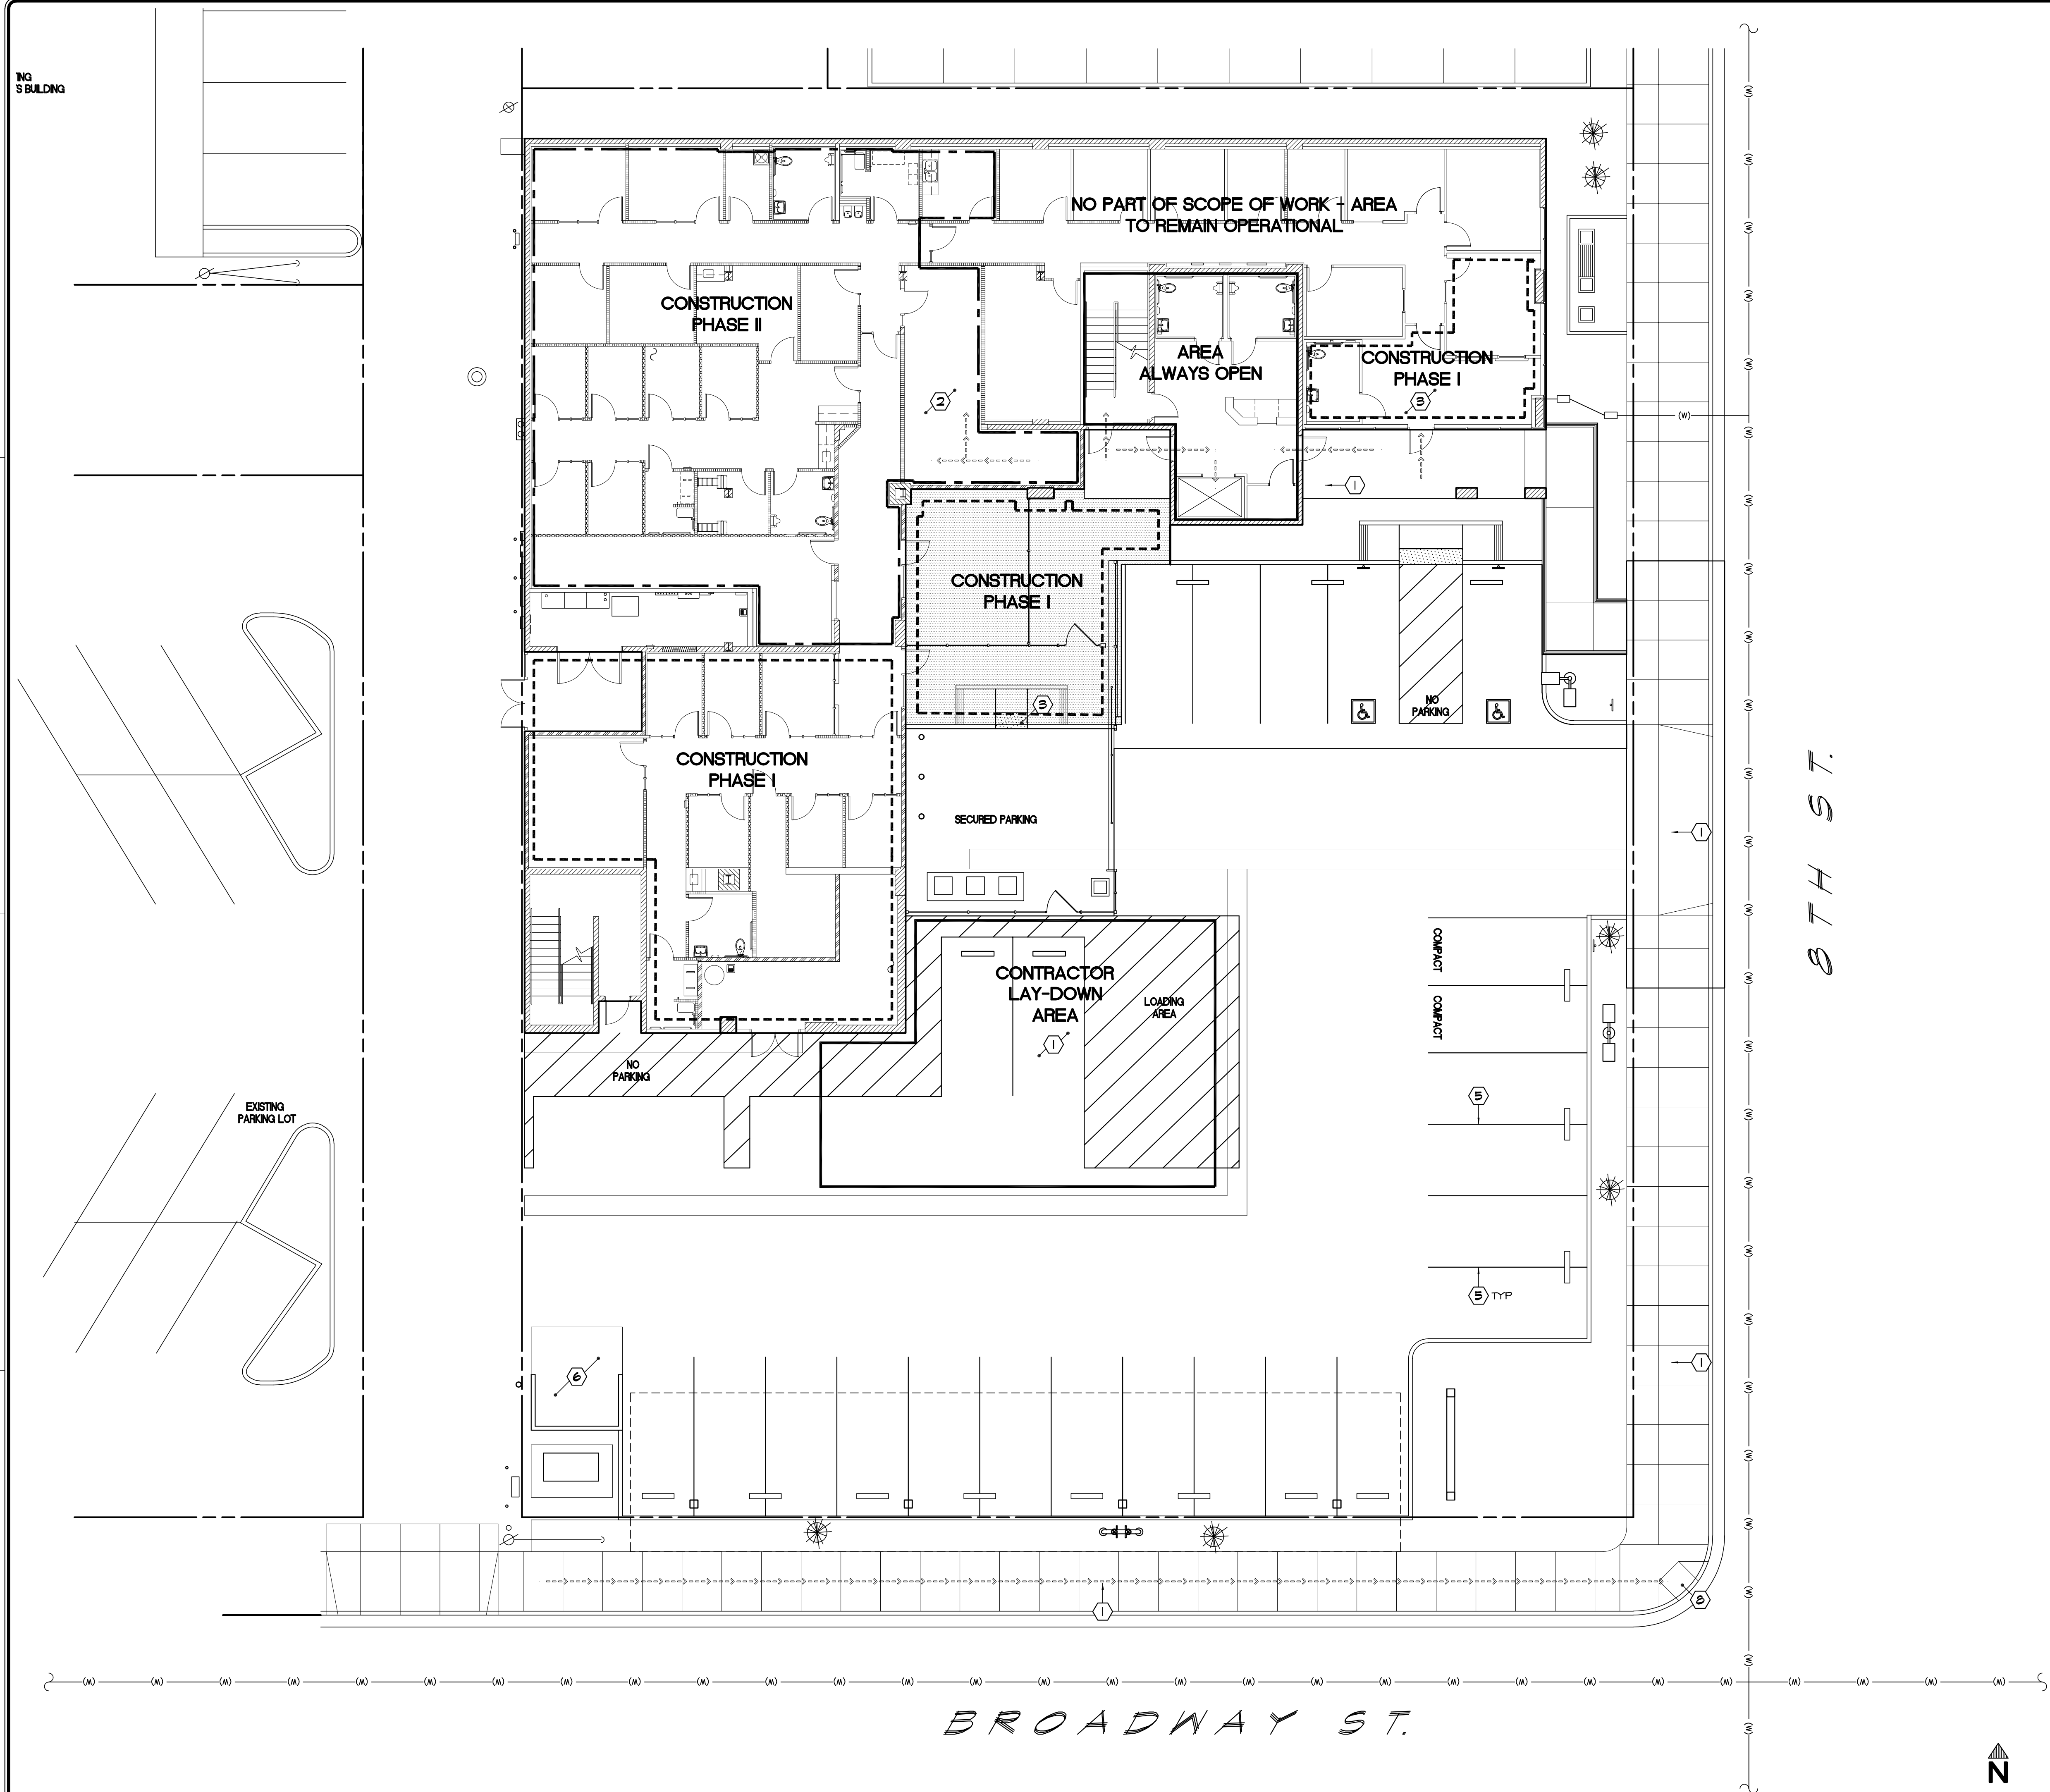 'ING
'S BUILDING
NO PART OF SCOPE OF WORK - AREA
TO REMAIN OPERATIONAL
CONSTRUCTION
PHASE II
AREA
ALWAYS OPEN
CONSTRUCTION
PHASE I
2
3
(W)
1
CONSTRUCTION
PHASE I
3
NO
PARKING
CONSTRUCTION
PHASE I
SECURED PARKING
8TH ST.
1
CONTRACTOR
LAY-DOWN
AREA
1
LOADING
AREA
COMPACT
COMPACT
NO
PARKING
EXISTING
PARKING LOT
5
5 TYP
1
6
8
1
(W) (W) (W) (W) (W) (W) (W) (W) (W) (W) (W) (W) (W) (W) (W) (W) (W) (W) (W) (W) (W) (W) (W) (W) (W) (W) (W) (W) (W)
(W) (W) (W) (W) (W) (W) (W) (W) (W) (W) (W) (W) (W) (W) (W) (W) (W) (W) (W) (W) (W) (W) (W) (W) (W)
BROADWAY ST.
N